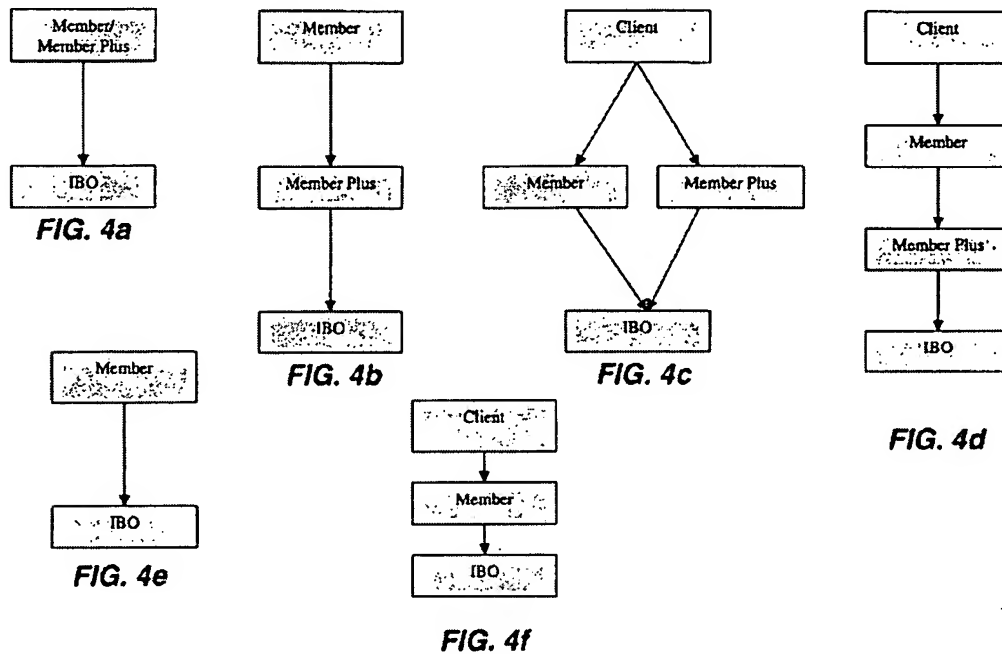 Member/
Member Plus
IBO
FIG. 4a
Member
Member Plus
IBO
FIG. 4b
Client
Member
Member Plus
IBO
FIG. 4c
Client
Member
Member Plus
IBO
FIG. 4d
Member
IBO
FIG. 4e
Client
Member
IBO
FIG. 4f